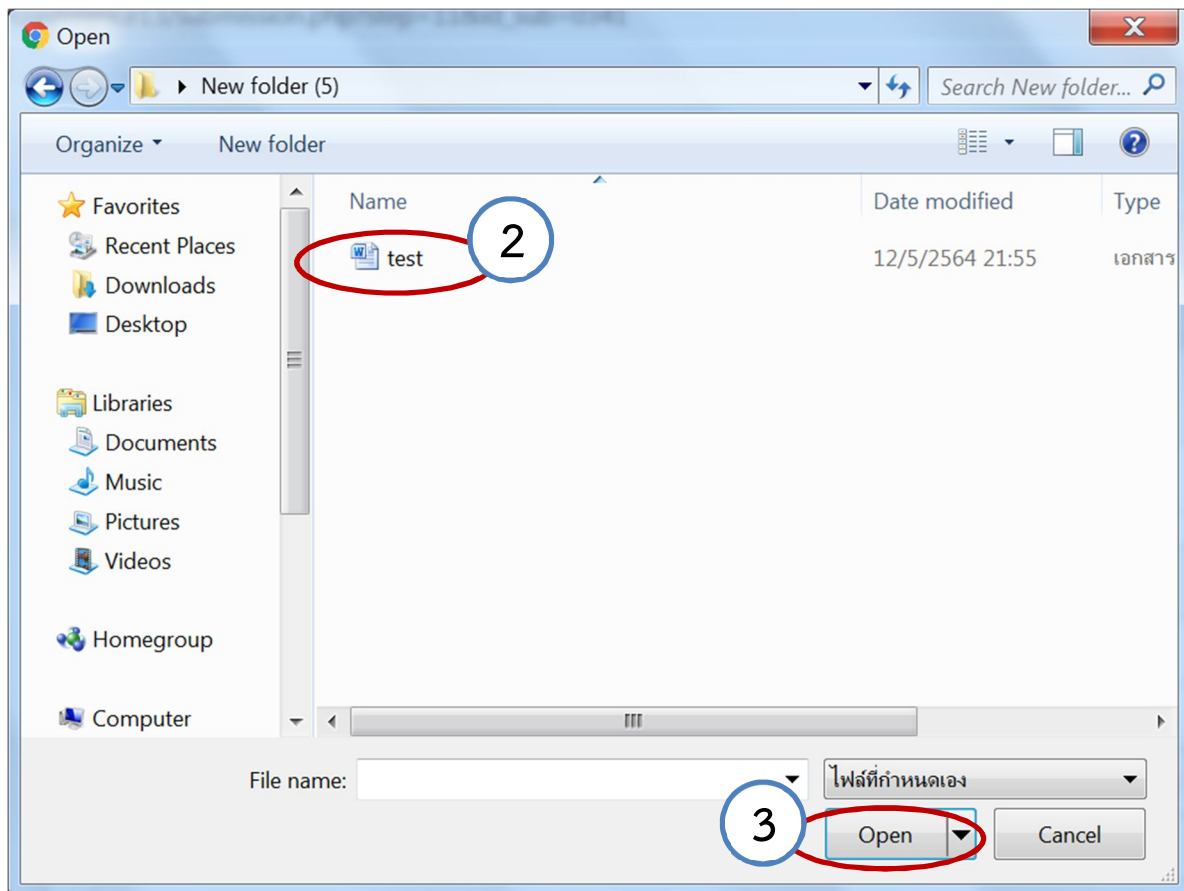 Open
New folder (5)
Search New folder...
Organize
New folder
Favorites
Recent Places
Downloads
Desktop
Libraries
Documents
Music
Pictures
Videos
Homegroup
Computer
Name
Date modified
Type
test
2
12/5/2564 21:55
เอกสาร
File name:
ไฟล์ที่กำหนดเอง
3
Open
Cancel